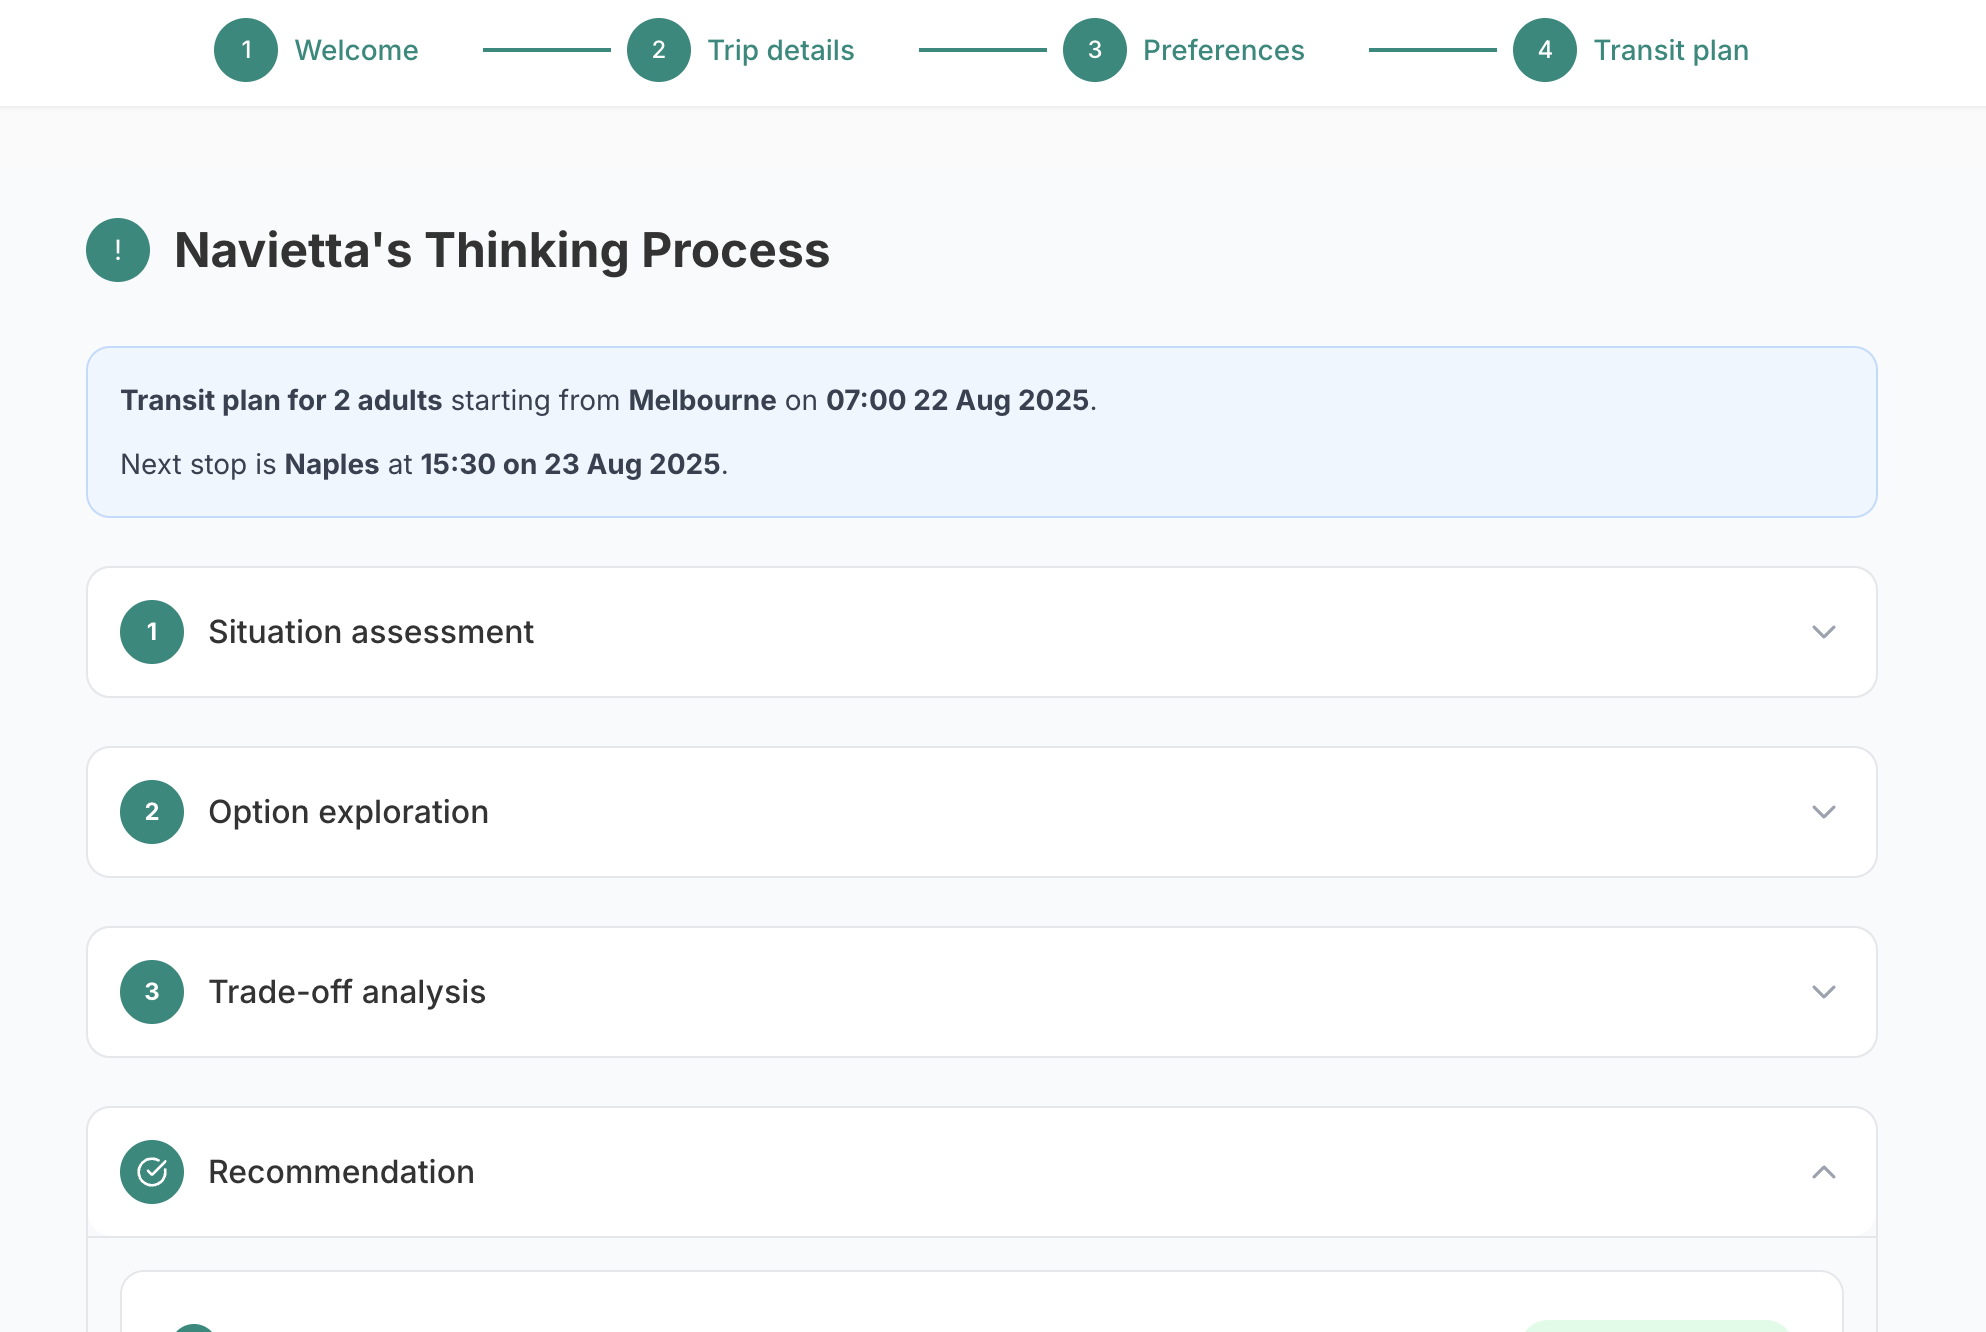 1 Welcome 2 Trip details 3 Preferences 4 Transit plan
! Navietta's Thinking Process
Transit plan for 2 adults starting from Melbourne on 07:00 22 Aug 2025.
Next stop is Naples at 15:30 on 23 Aug 2025.
1 Situation assessment
2 Option exploration
3 Trade-off analysis
Recommendation